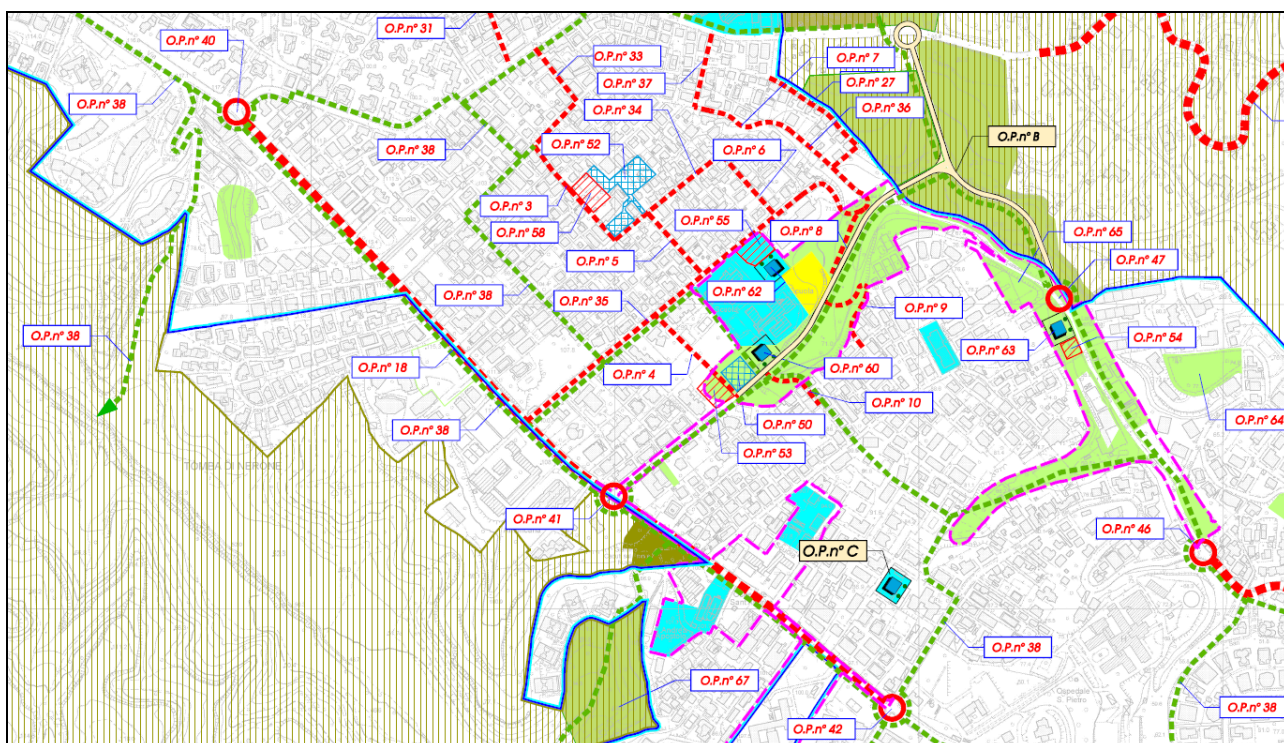 O.P.n° 31
O.P.n° 40
O.P.n° 33
O.P.n° 7
O.P.n° 37
O.P.n° 27
O.P.n° 38
O.P.n° 34
O.P.n° 36
O.P.n° B
O.P.n° 38
O.P.n° 52
O.P.n° 6
O.P.n° 3
O.P.n° 55
O.P.n° 8
O.P.n° 58
O.P.n° 65
O.P.n° 5
O.P.n° 47
O.P.n° 62
O.P.n° 38
O.P.n° 35
O.P.n° 9
O.P.n° 38
O.P.n° 54
O.P.n° 63
O.P.n° 18
O.P.n° 4
O.P.n° 60
O.P.n° 10
O.P.n° 64
O.P.n° 38
O.P.n° 50
O.P.n° 53
TOMBA DI NERONE
O.P.n° 41
O.P.n° 46
O.P.n° C
O.P.n° 38
O.P.n° 67
Ospedale
S. Pietro
O.P.n° 38
O.P.n° 42